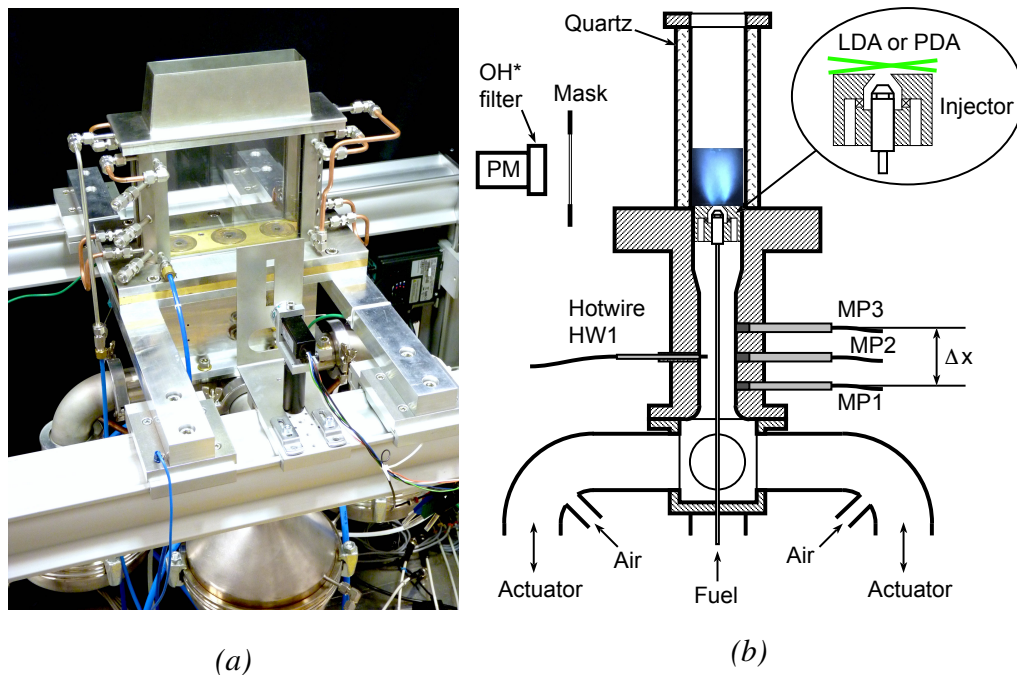 Quartz
LDA or PDA
Injector
OH*
filter
Mask
PM
Hotwire
HW1
MP3
MP2
Δx
MP1
Air
Air
Actuator
Fuel
Actuator
(a)
(b)